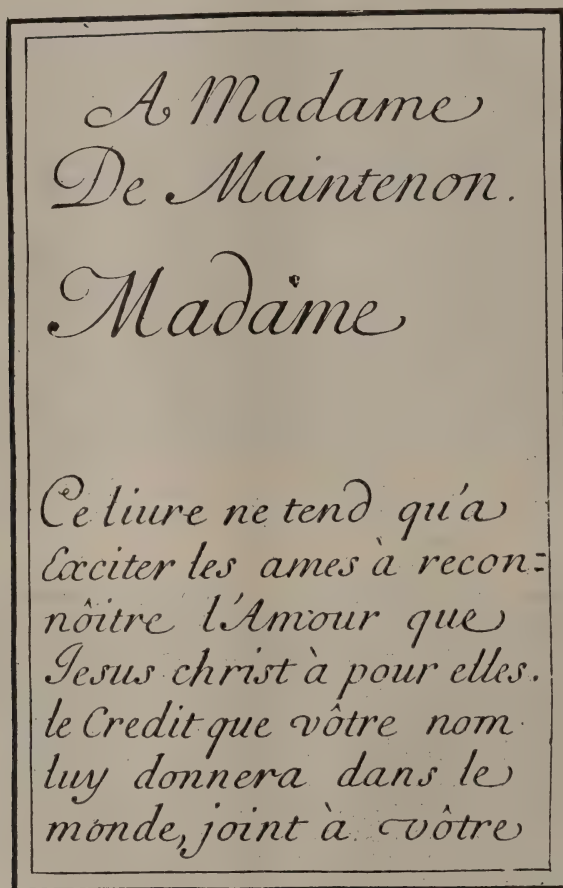 A Madame
De Maintenon.
Madame
Ce liure ne tend qu'a
Exciter les ames à recon=
nôitre l'Amour que
Jesus christ à pour elles.
le Credit que vôtre nom
luy donnera dans le
monde, joint à vôtre